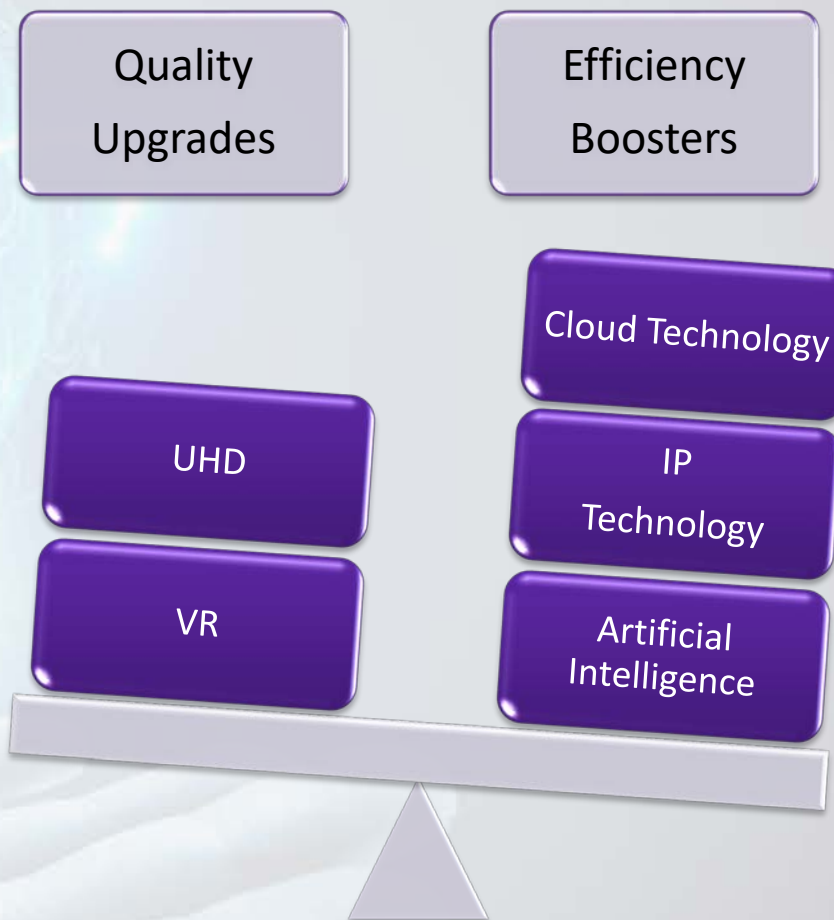 Quality
Upgrades
Efficiency
Boosters
Cloud Technology
UHD
IP
Technology
VR
Artificial
Intelligence